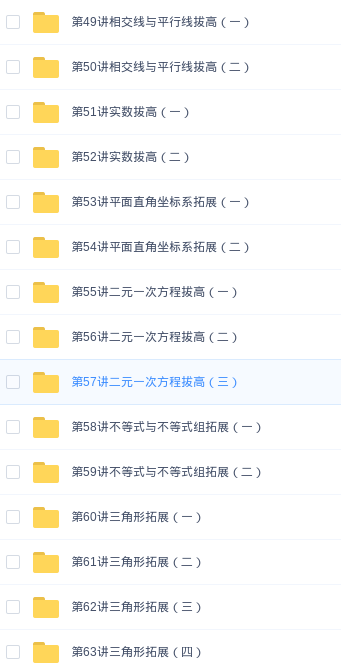 第49讲相交线与平行线拔高（一）
第50讲相交线与平行线拔高（二）
第51讲实数拔高（一）
第52讲实数拔高（二）
第53讲平面直角坐标系拓展（一）
第54讲平面直角坐标系拓展（二）
第55讲二元一次方程拔高（一）
第56讲二元一次方程拔高（二）
第57讲二元一次方程拔高（三）
第58讲不等式与不等式组拓展（一）
第59讲不等式与不等式组拓展（二）
第60讲三角形拓展（一）
第61讲三角形拓展（二）
第62讲三角形拓展（三）
第63讲三角形拓展（四）